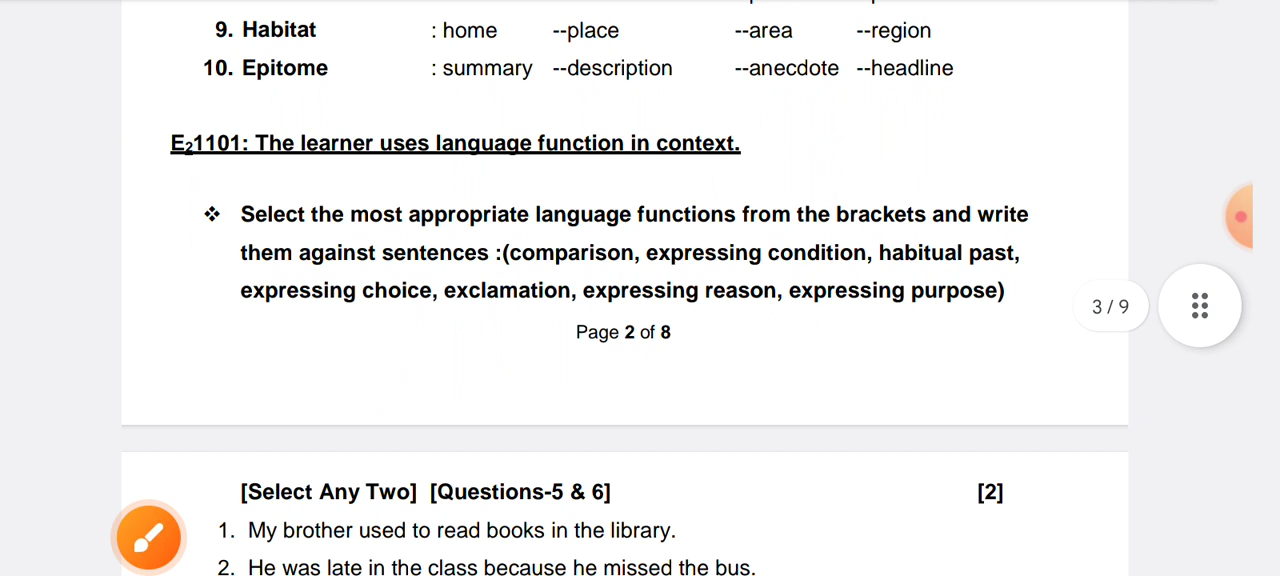 9. Habitat : home --place --area --region
10. Epitome : summary --description --anecdote --headline
E₂1101: The learner uses language function in context.
❖ Select the most appropriate language functions from the brackets and write
them against sentences :(comparison, expressing condition, habitual past,
expressing choice, exclamation, expressing reason, expressing purpose)
Page 2 of 8
3 / 9
[Select Any Two] [Questions-5 & 6] [2]
1. My brother used to read books in the library.
2. He was late in the class because he missed the bus.